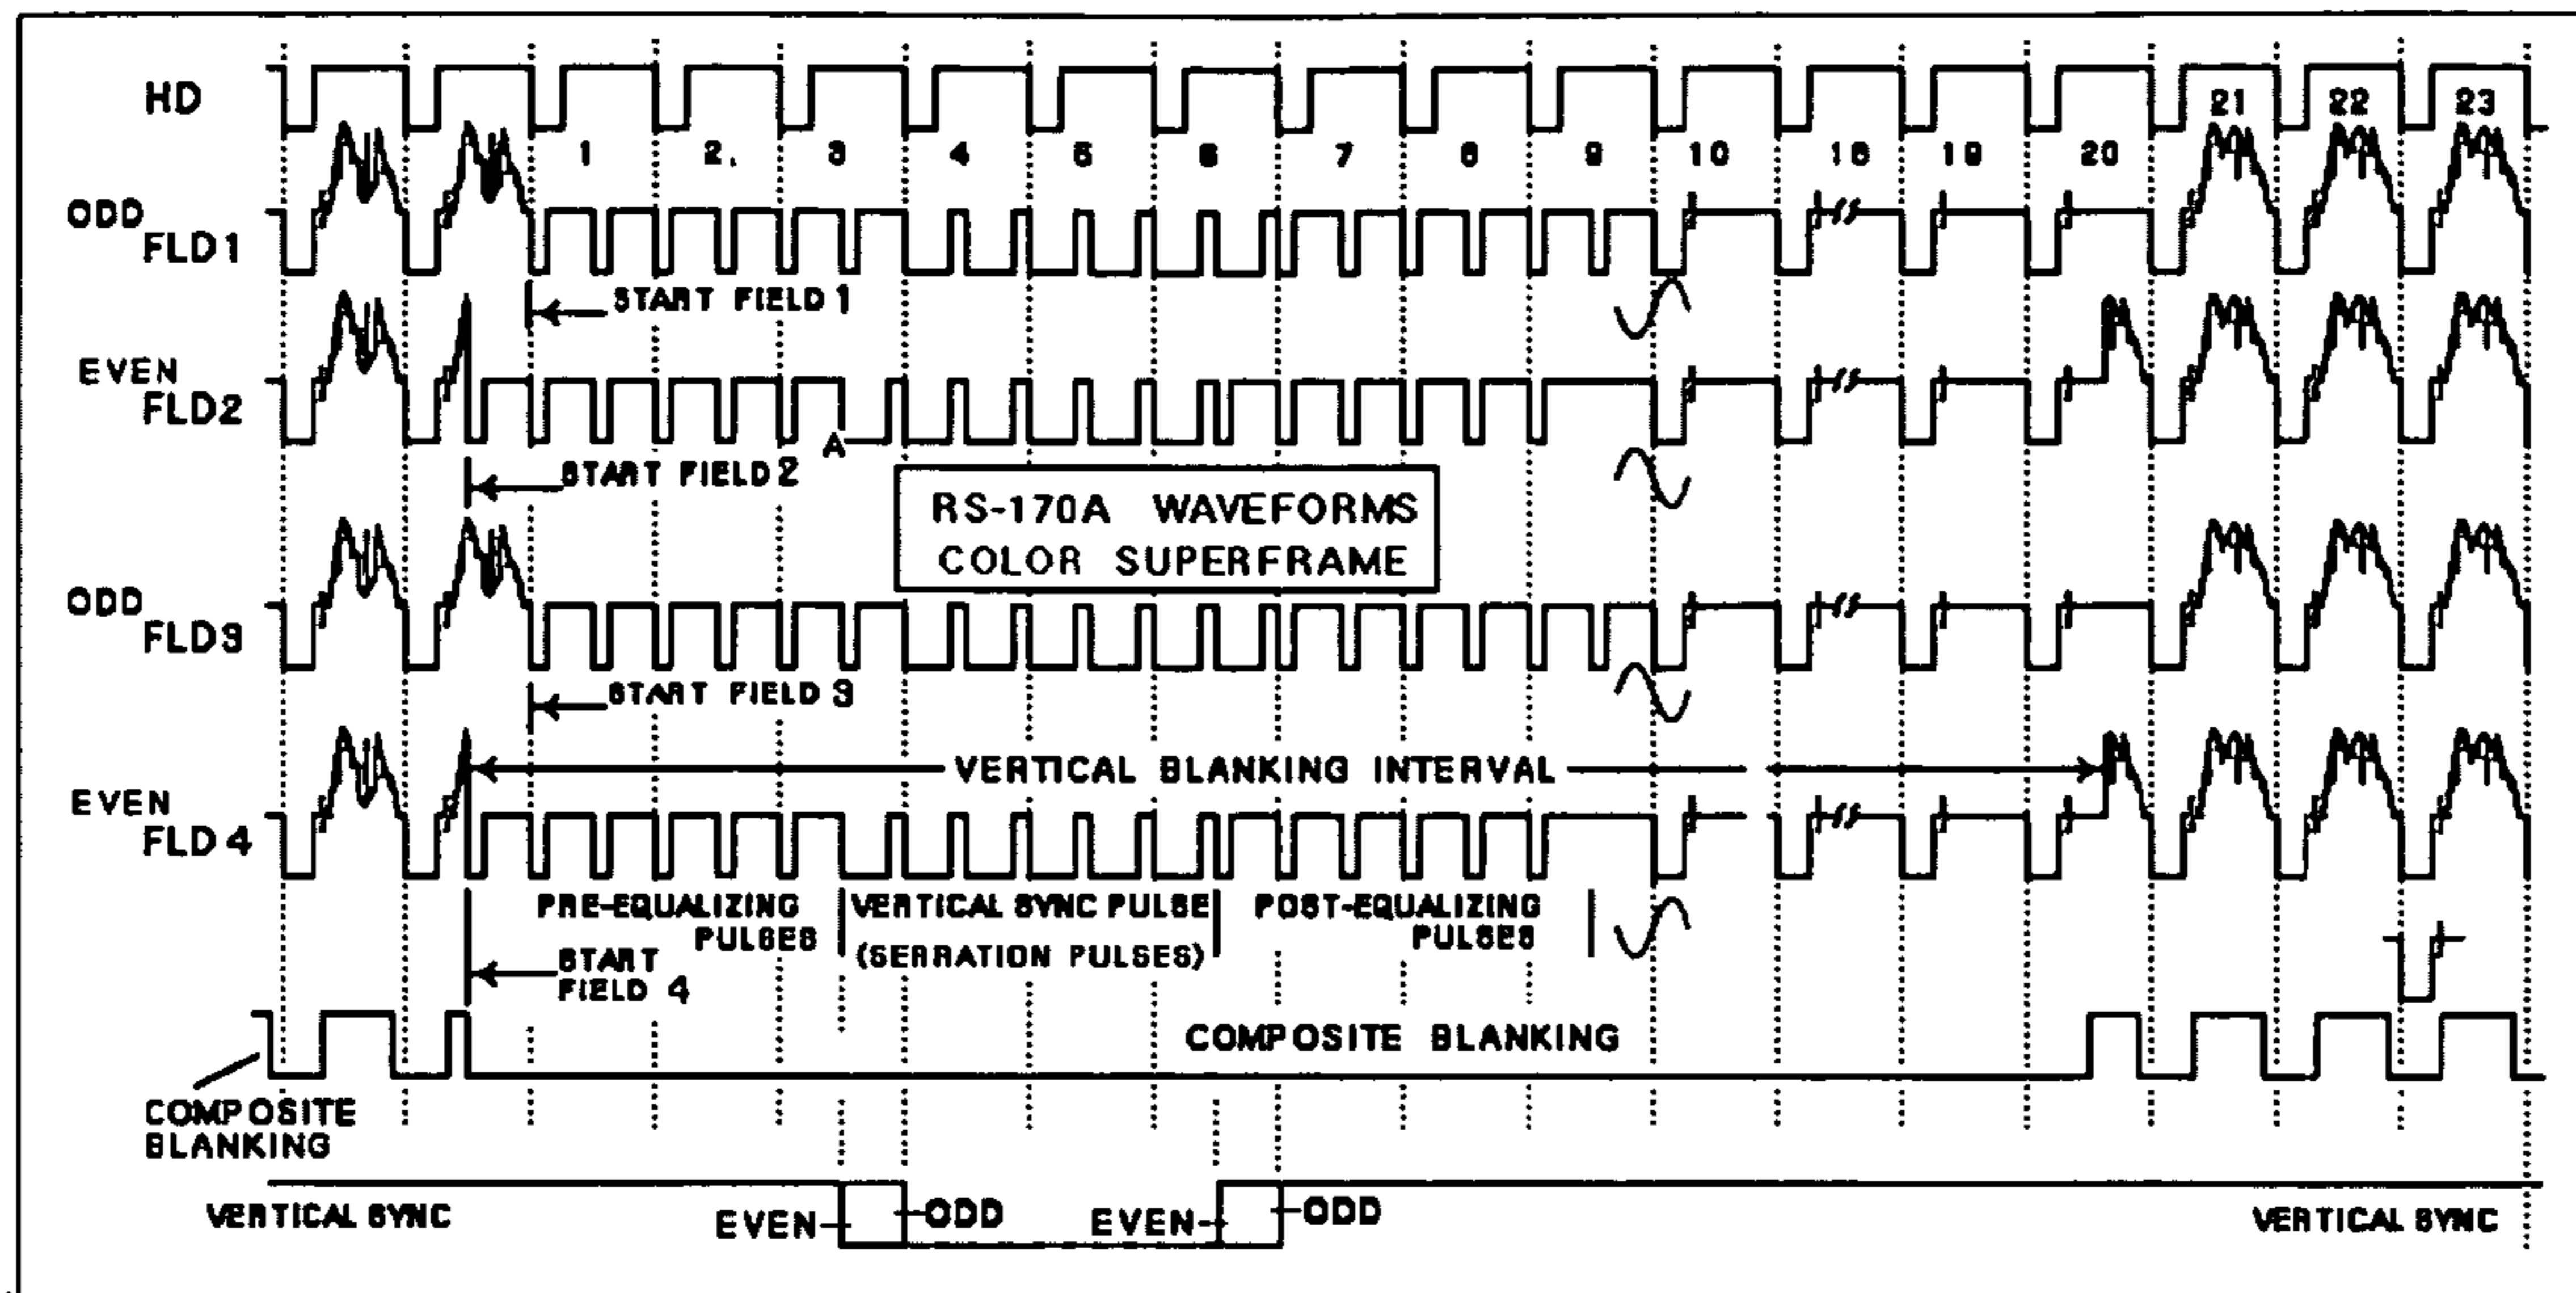 HD
21 22 23
1 2. 3 4 5 6 7 8 9 10 18 19 20
ODD
FLD1
START FIELD 1
EVEN
FLD2
A
START FIELD 2
RS-170A WAVEFORMS
COLOR SUPERFRAME
ODD
FLD3
START FIELD 3
VERTICAL BLANKING INTERVAL
EVEN
FLD4
PRE-EQUALIZING
PULSES
VERTICAL SYNC PULSE
(SERRATION PULSES)
POST-EQUALIZING
PULSES
START
FIELD 4
COMPOSITE BLANKING
COMPOSITE
BLANKING
VERTICAL SYNC
EVEN
ODD
EVEN
ODD
VERTICAL SYNC